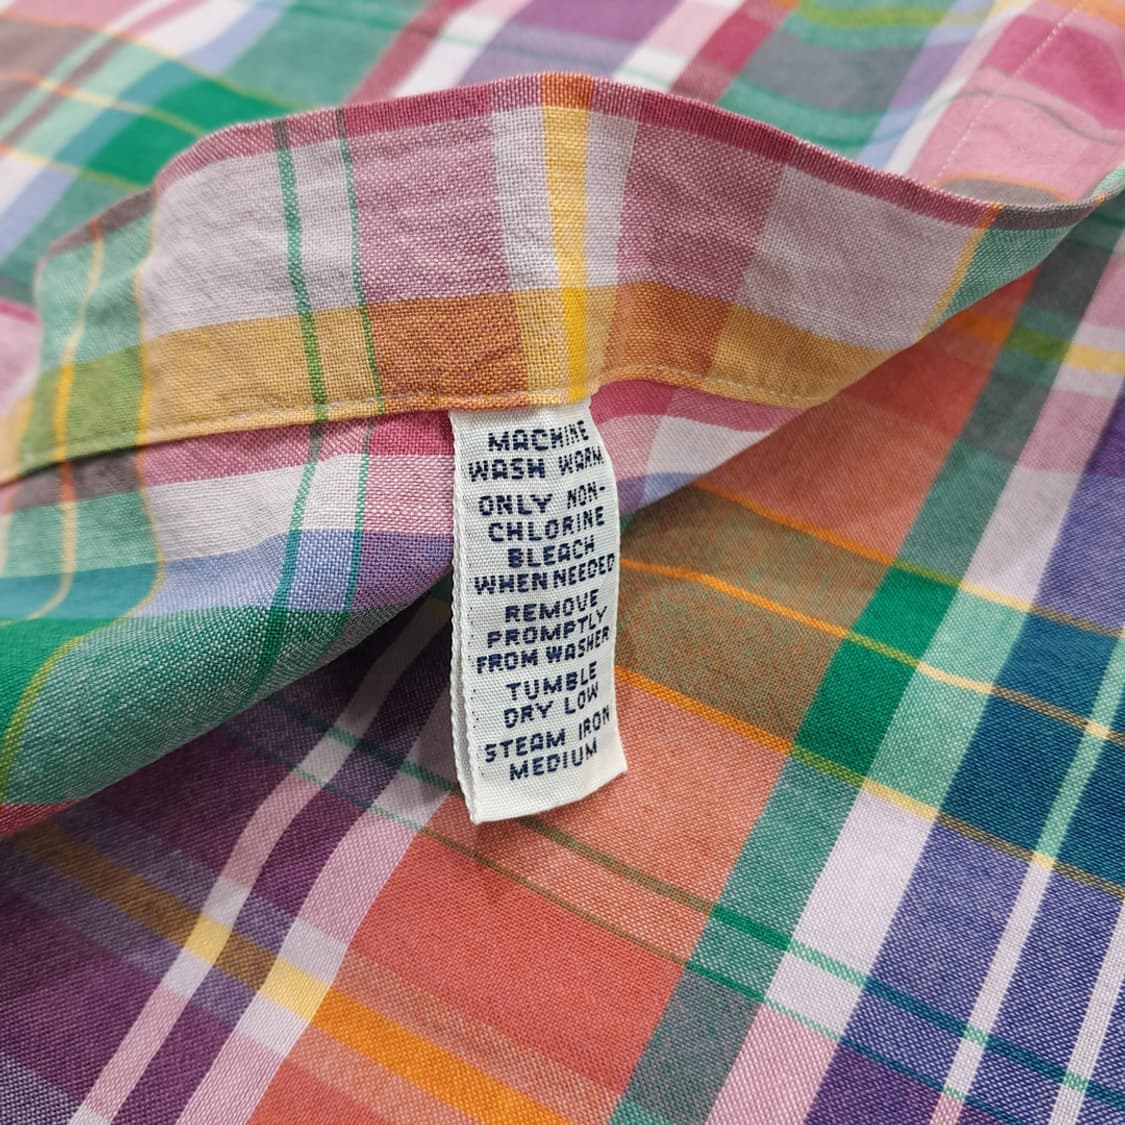 MACHINE
WASH WARM
ONLY NON-
CHLORINE
BLEACH
WHEN NEEDED
REMOVE
PROMPTLY
FROM WASHER
TUMBLE
DRY LOW
STEAM IRON
MEDIUM